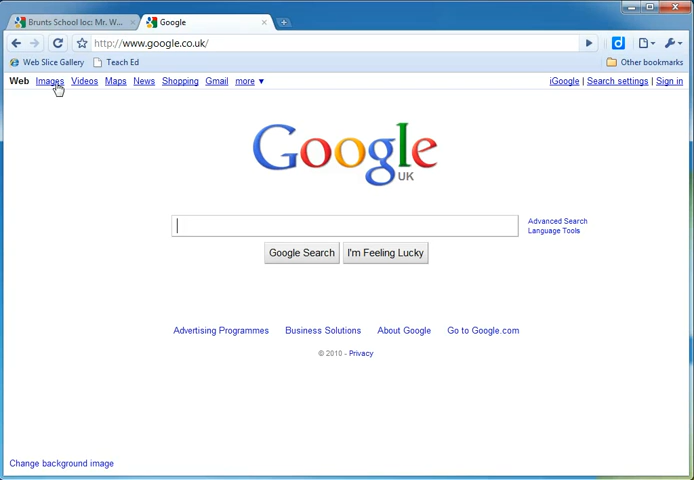 Brunts School loc: Mr. W... Google
http://www.google.co.uk/
Web Slice Gallery Teach Ed Other bookmarks
Web Images Videos Maps News Shopping Gmail more ▼ iGoogle | Search settings | Sign in
Google
UK
Advanced Search
Language Tools
Google Search I'm Feeling Lucky
Advertising Programmes Business Solutions About Google Go to Google.com
© 2010 - Privacy
Change background image